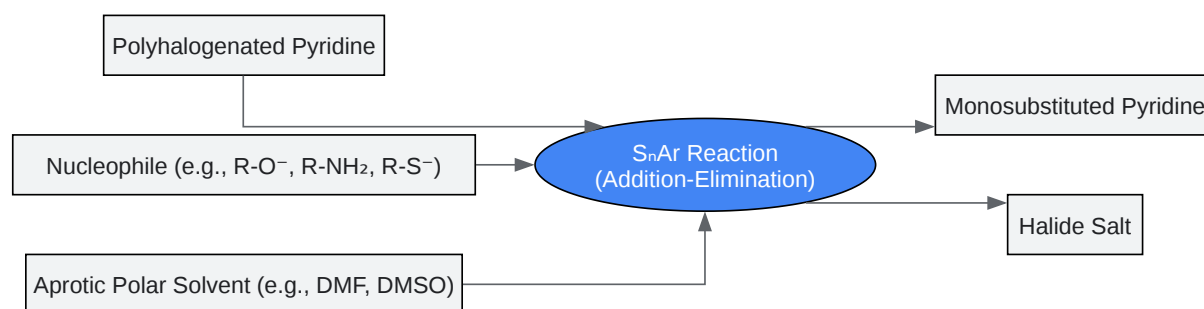 Polyhalogenated Pyridine
Monosubstituted Pyridine
Nucleophile (e.g., R-O⁻, R-NH₂, R-S⁻)
SₙAr Reaction
(Addition-Elimination)
Halide Salt
Aprotic Polar Solvent (e.g., DMF, DMSO)